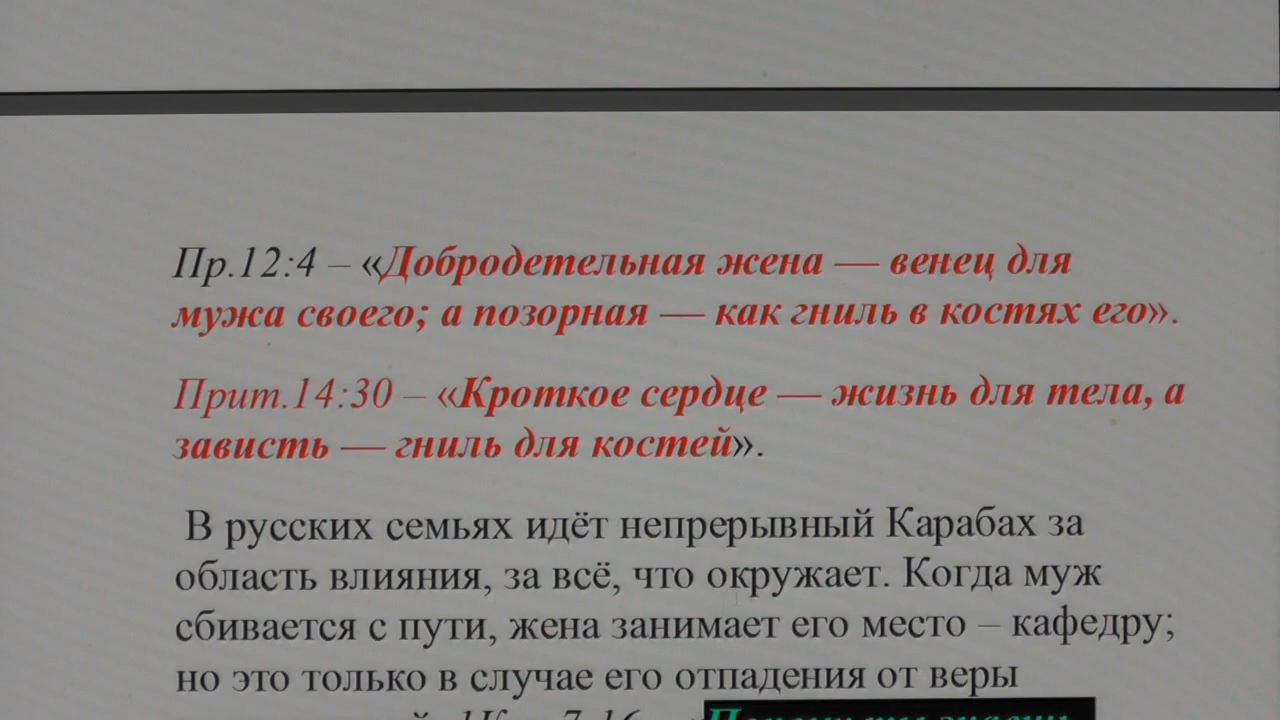 Пр.12:4 – «Добродетельная жена — венец для
мужа своего; а позорная — как гниль в костях его».
Прит.14:30 – «Кроткое сердце — жизнь для тела, а
зависть — гниль для костей».
В русских семьях идёт непрерывный Карабах за
область влияния, за всё, что окружает. Когда муж
сбивается с пути, жена занимает его место – кафедру;
но это только в случае его отпадения от веры